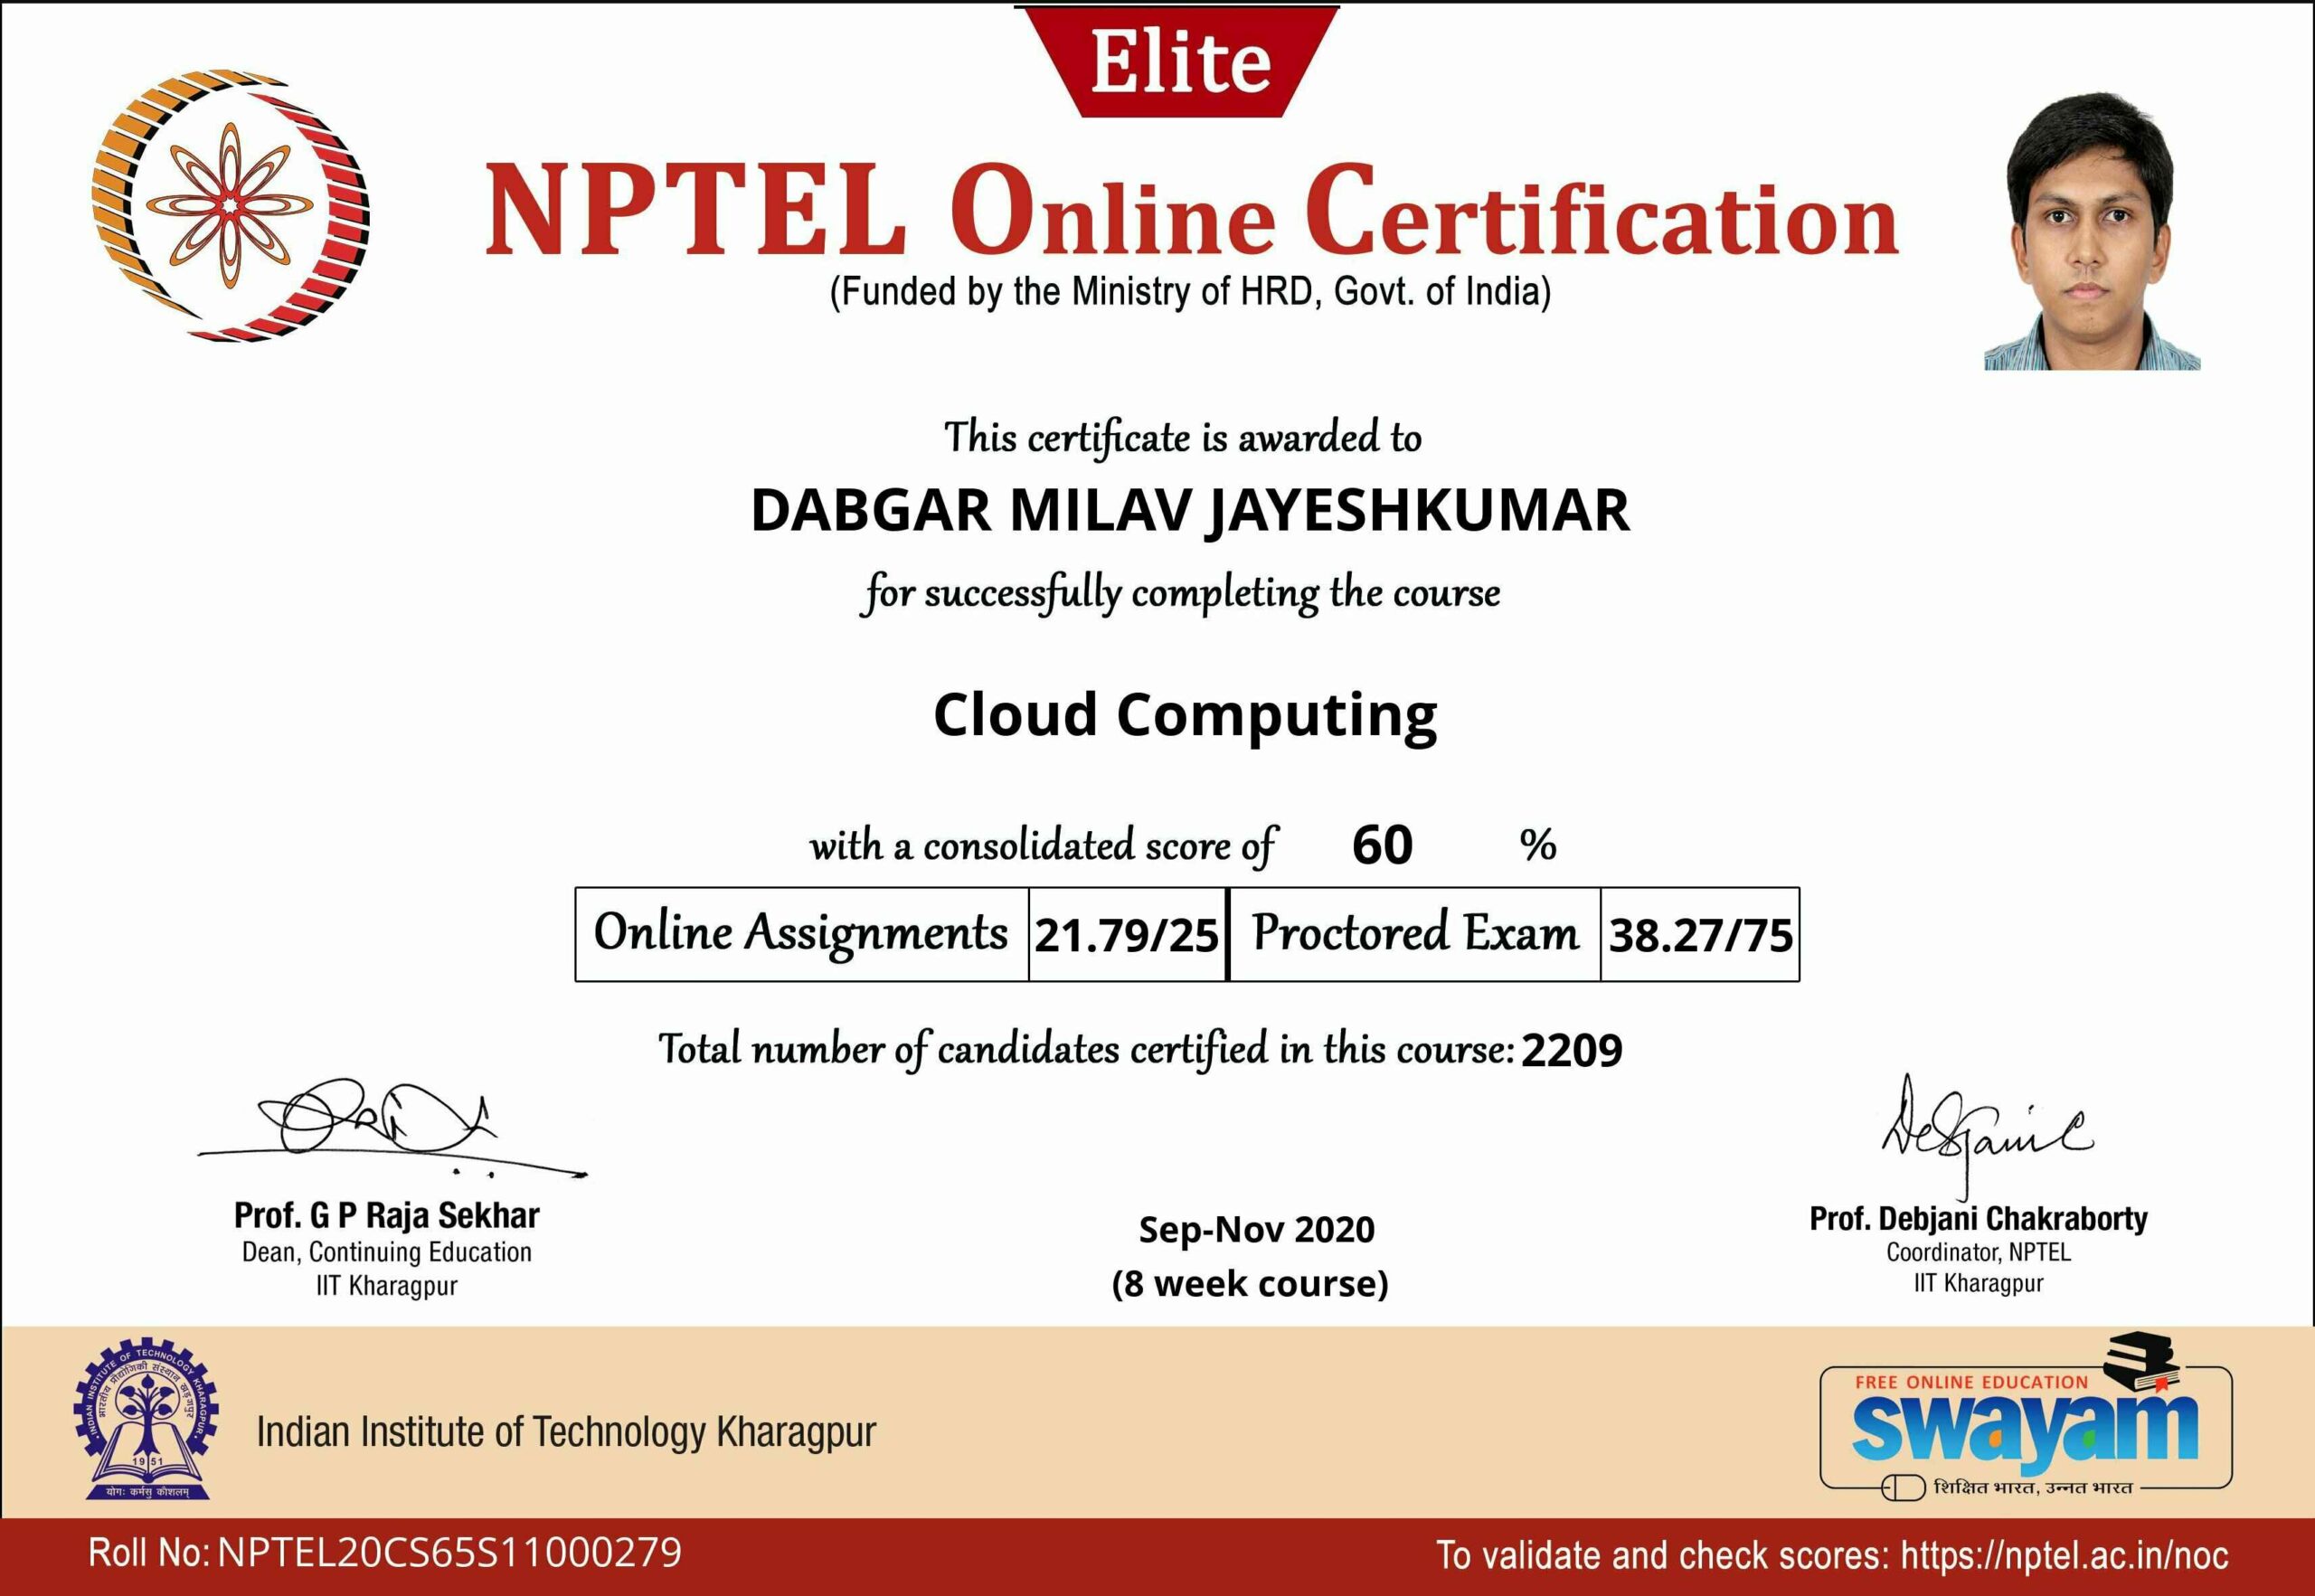 Elite
NPTEL Online Certification
(Funded by the Ministry of HRD, Govt. of India)
This certificate is awarded to
DABGAR MILAV JAYESHKUMAR
for successfully completing the course
Cloud Computing
with a consolidated score of 60 %
Online Assignments 21.79/25 Proctored Exam 38.27/75
Total number of candidates certified in this course: 2209
Prof. G P Raja Sekhar
Dean, Continuing Education
IIT Kharagpur
Sep-Nov 2020
(8 week course)
Debjani C
Prof. Debjani Chakraborty
Coordinator, NPTEL
IIT Kharagpur
INDIAN INSTITUTE OF TECHNOLOGY KHARAGPUR
भारतीय प्रौद्योगिकी संस्थान खड़गपुर
1951
योगः कर्मसु कौशलम्
Indian Institute of Technology Kharagpur
FREE ONLINE EDUCATION
swayam
शिक्षित भारत, उन्नत भारत
Roll No: NPTEL20CS65S11000279
To validate and check scores: https://nptel.ac.in/noc